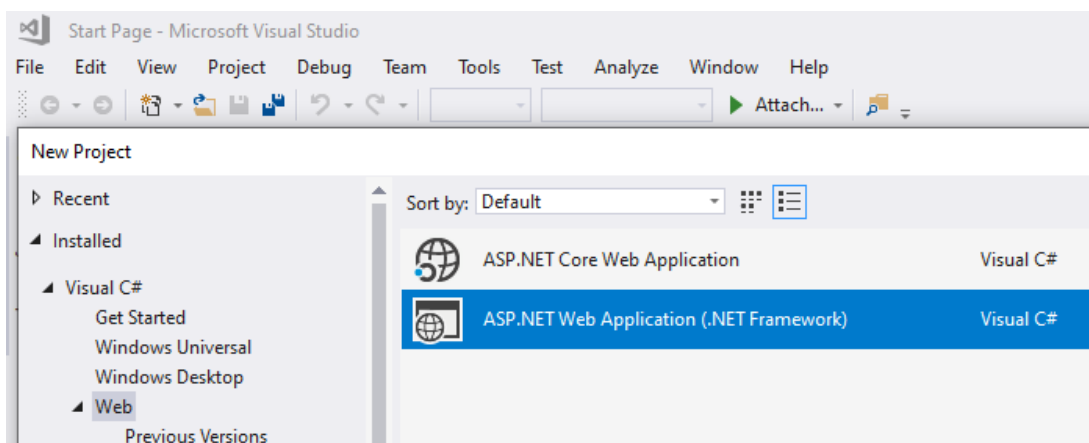 Start Page - Microsoft Visual Studio
File Edit View Project Debug Team Tools Test Analyze Window Help
Attach...
New Project
Recent
Sort by: Default
Installed
ASP.NET Core Web Application Visual C#
Visual C#
Get Started
ASP.NET Web Application (.NET Framework) Visual C#
Windows Universal
Windows Desktop
Web
Previous Versions